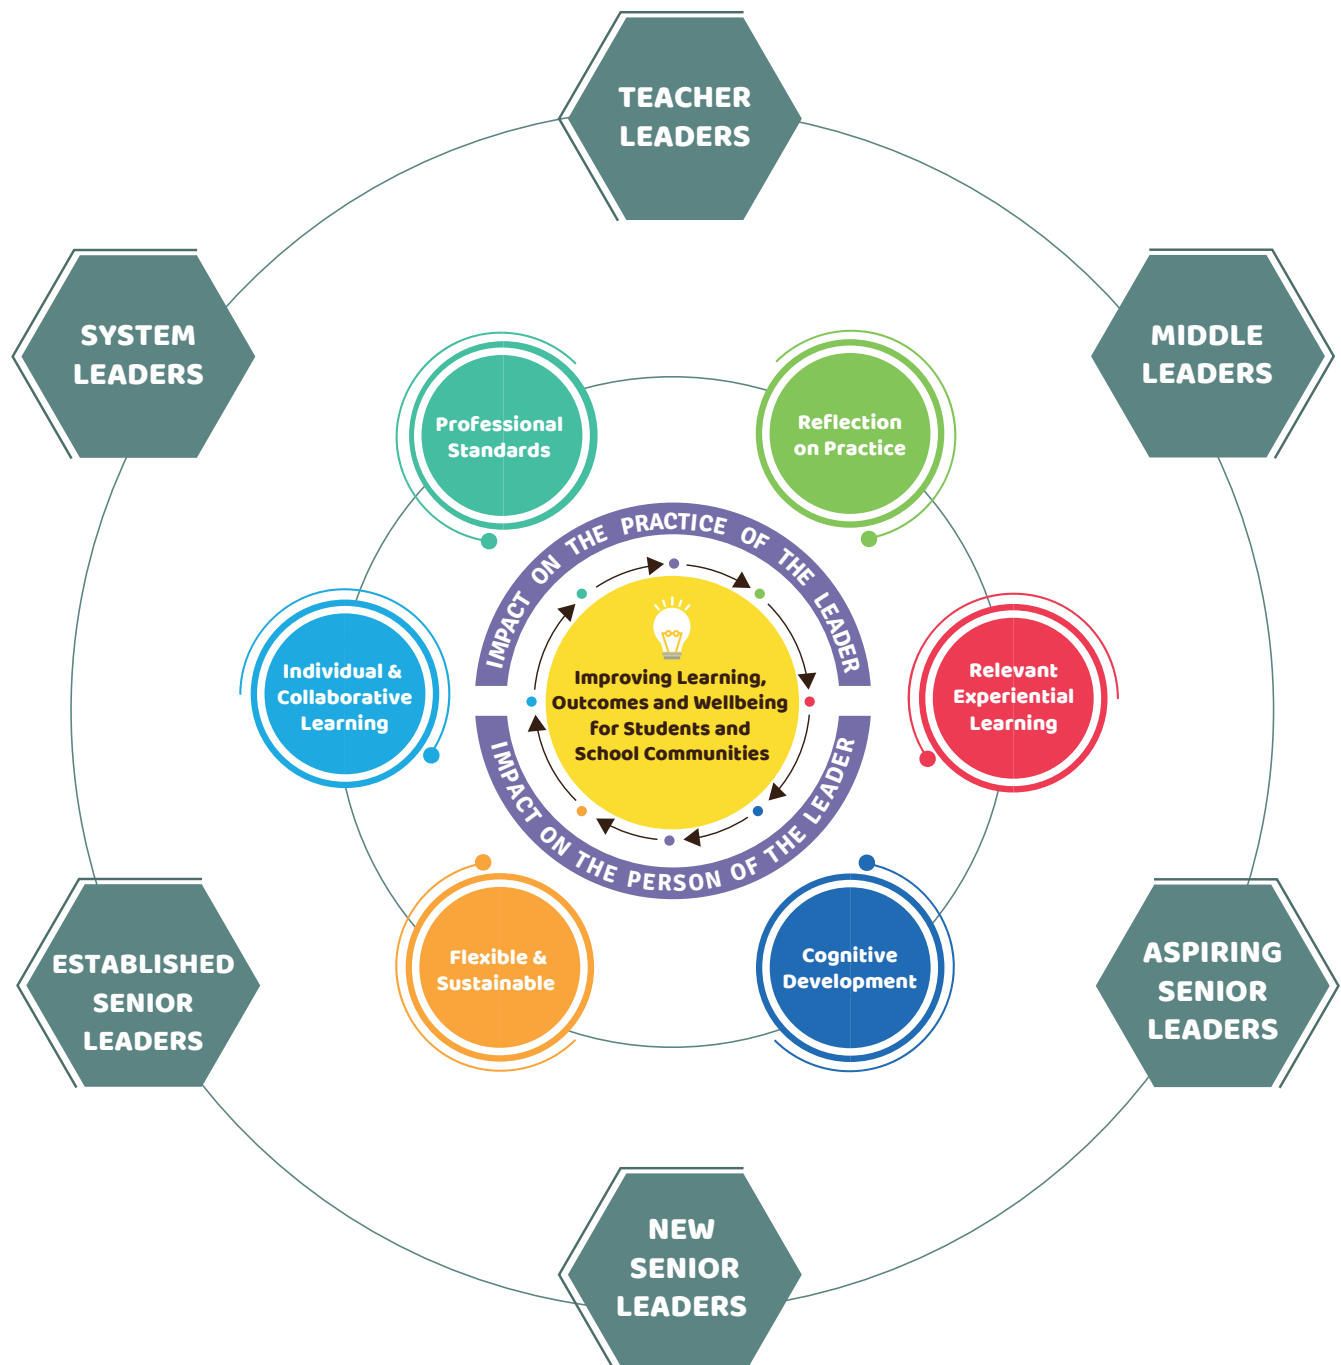 TEACHER
LEADERS
SYSTEM
LEADERS
MIDDLE
LEADERS
Professional
Standards
Reflection
on Practice
IMPACT ON THE PRACTICE OF THE LEADER
Individual &
Collaborative
Learning
Improving Learning,
Outcomes and Wellbeing
for Students and
School Communities
Relevant
Experiential
Learning
IMPACT ON THE PERSON OF THE LEADER
Flexible &
Sustainable
Cognitive
Development
ESTABLISHED
SENIOR
LEADERS
ASPIRING
SENIOR
LEADERS
NEW
SENIOR
LEADERS